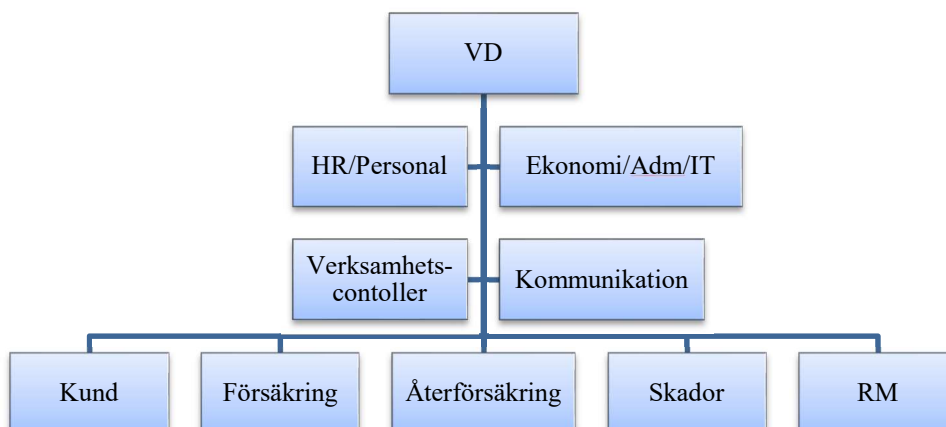 VD
HR/Personal
Ekonomi/Adm/IT
Verksamhets-
contoller
Kommunikation
Kund
Försäkring
Återförsäkring
Skador
RM